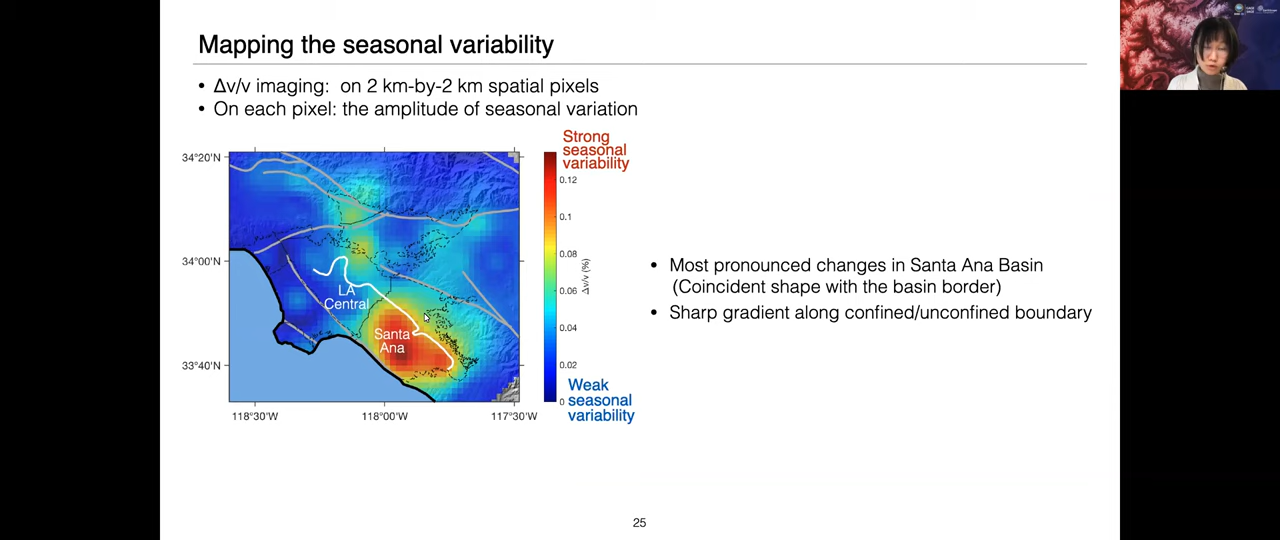 Mapping the seasonal variability
• Δv/v imaging: on 2 km-by-2 km spatial pixels
• On each pixel: the amplitude of seasonal variation
Strong
seasonal
variability
34°20'N
34°00'N
33°40'N
118°30'W
118°00'W
117°30'W
LA
Central
Santa
Ana
0.12
0.1
0.08
0.06
0.04
0.02
0
Δv/v (%)
Weak
seasonal
variability
• Most pronounced changes in Santa Ana Basin
(Coincident shape with the basin border)
• Sharp gradient along confined/unconfined boundary
25